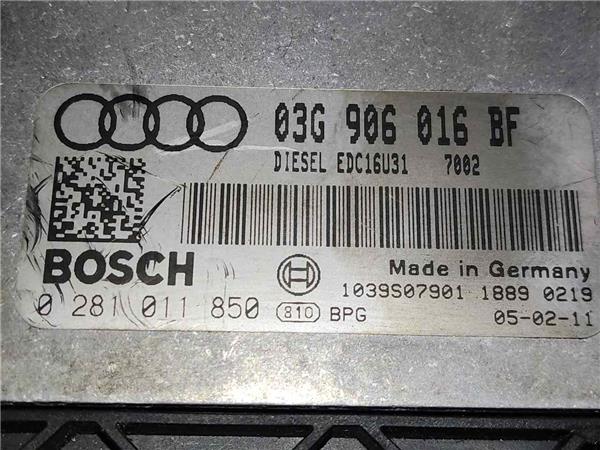 03G 906 016 BF
DIESEL EDC16U31 7002
BOSCH
Made in Germany
0 281 011 850 810 BPG
1039S07901 1889 0219
05-02-11